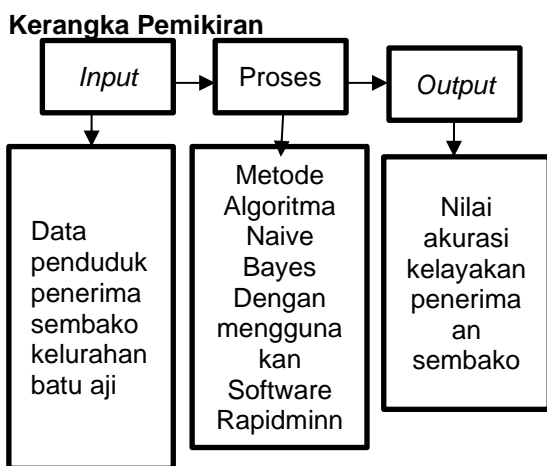 Kerangka Pemikiran
Input
Proses
Output
Data
penduduk
penerima
sembako
kelurahan
batu aji
Metode
Algoritma
Naive
Bayes
Dengan
mengguna
kan
Software
Rapidminn
Nilai
akurasi
kelayakan
penerima
an
sembako